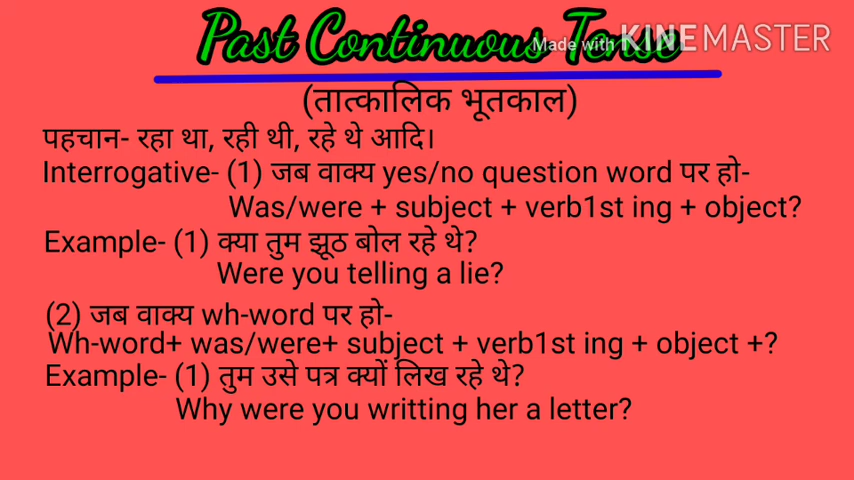 Past Continuous Tense
Made with KINEMASTER
(तात्कालिक भूतकाल)
पहचान- रहा था, रही थी, रहे थे आदि।
Interrogative- (1) जब वाक्य yes/no question word पर हो-
Was/were + subject + verb1st ing + object?
Example- (1) क्या तुम झूठ बोल रहे थे?
Were you telling a lie?
(2) जब वाक्य wh-word पर हो-
Wh-word+ was/were+ subject + verb1st ing + object +?
Example- (1) तुम उसे पत्र क्यों लिख रहे थे?
Why were you writting her a letter?